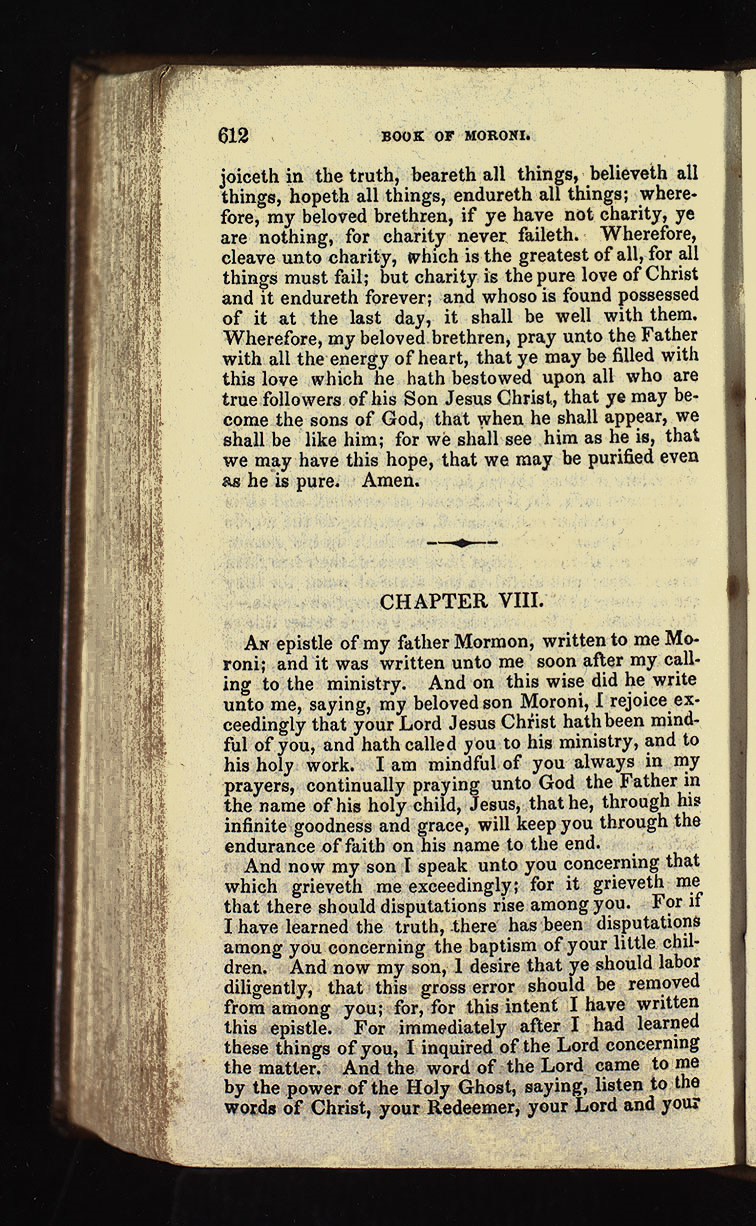 612 BOOK OF MORONI.
joiceth in the truth, beareth all things, believeth all
things, hopeth all things, endureth all things; where-
fore, my beloved brethren, if ye have not charity, ye
are nothing, for charity never faileth. Wherefore,
cleave unto charity, which is the greatest of all, for all
things must fail; but charity is the pure love of Christ
and it endureth forever; and whoso is found possessed
of it at the last day, it shall be well with them.
Wherefore, my beloved brethren, pray unto the Father
with all the energy of heart, that ye may be filled with
this love which he hath bestowed upon all who are
true followers of his Son Jesus Christ, that ye may be-
come the sons of God, that when he shall appear, we
shall be like him; for we shall see him as he is, that
we may have this hope, that we may be purified even
as he is pure. Amen.
CHAPTER VIII.
AN epistle of my father Mormon, written to me Mo-
roni; and it was written unto me soon after my call-
ing to the ministry. And on this wise did he write
unto me, saying, my beloved son Moroni, I rejoice ex-
ceedingly that your Lord Jesus Christ hath been mind-
ful of you, and hath called you to his ministry, and to
his holy work. I am mindful of you always in my
prayers, continually praying unto God the Father in
the name of his holy child, Jesus, that he, through his
infinite goodness and grace, will keep you through the
endurance of faith on his name to the end.
And now my son I speak unto you concerning that
which grieveth me exceedingly; for it grieveth me
that there should disputations rise among you. For if
I have learned the truth, there has been disputations
among you concerning the baptism of your little chil-
dren. And now my son, I desire that ye should labor
diligently, that this gross error should be removed
from among you; for, for this intent I have written
this epistle. For immediately after I had learned
these things of you, I inquired of the Lord concerning
the matter. And the word of the Lord came to me
by the power of the Holy Ghost, saying, listen to the
words of Christ, your Redeemer, your Lord and your